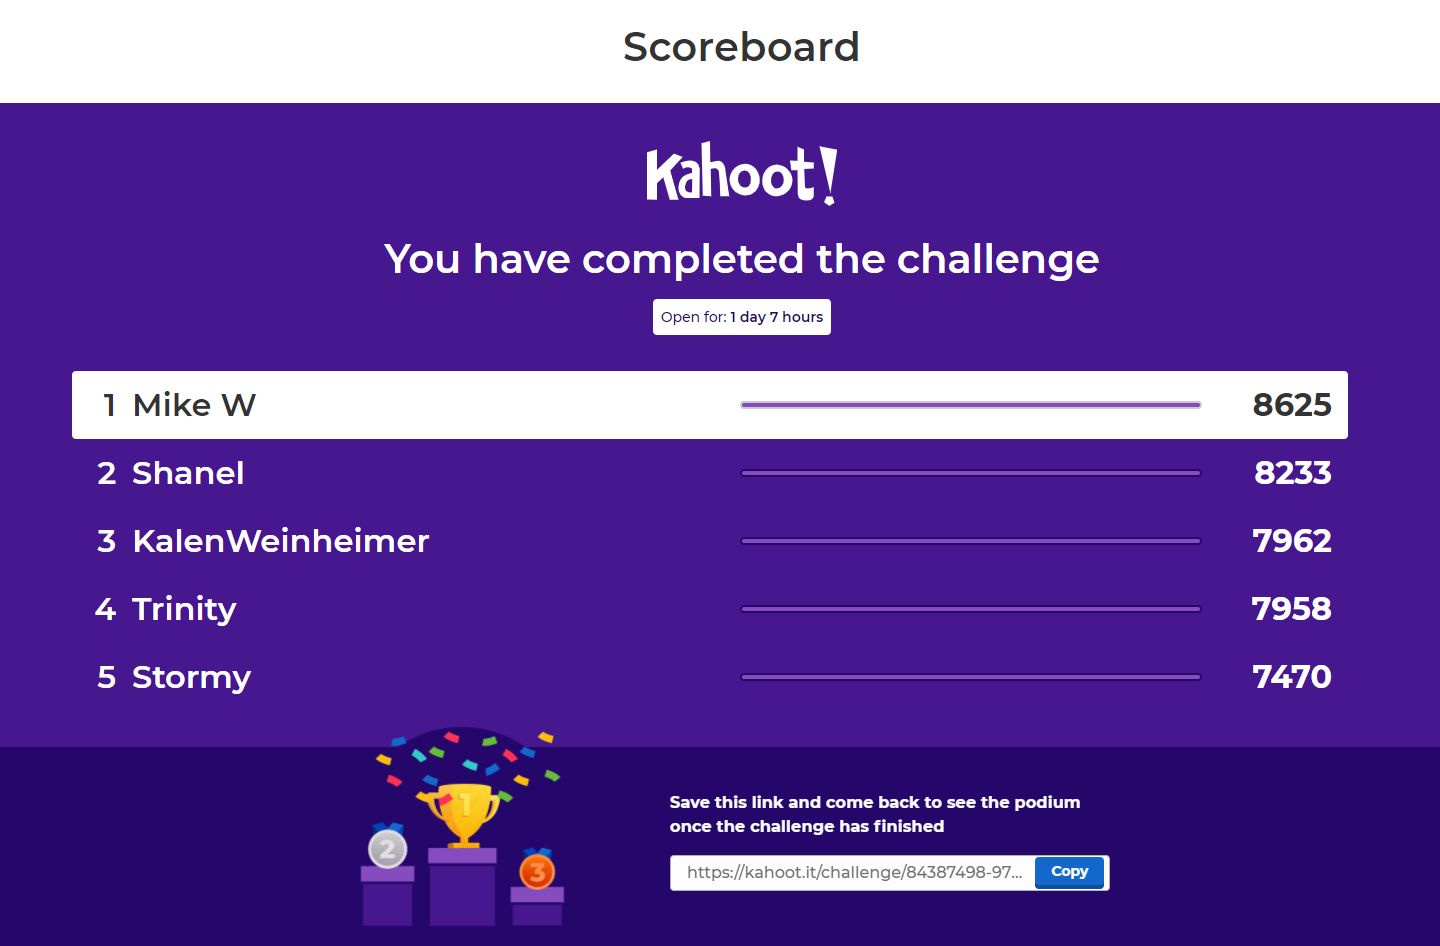 Scoreboard
Kahoot!
You have completed the challenge
Open for: 1 day 7 hours
1 Mike W 8625
2 Shanel 8233
3 KalenWeinheimer 7962
4 Trinity 7958
5 Stormy 7470
1
2
3
Save this link and come back to see the podium
once the challenge has finished
https://kahoot.it/challenge/84387498-97... Copy